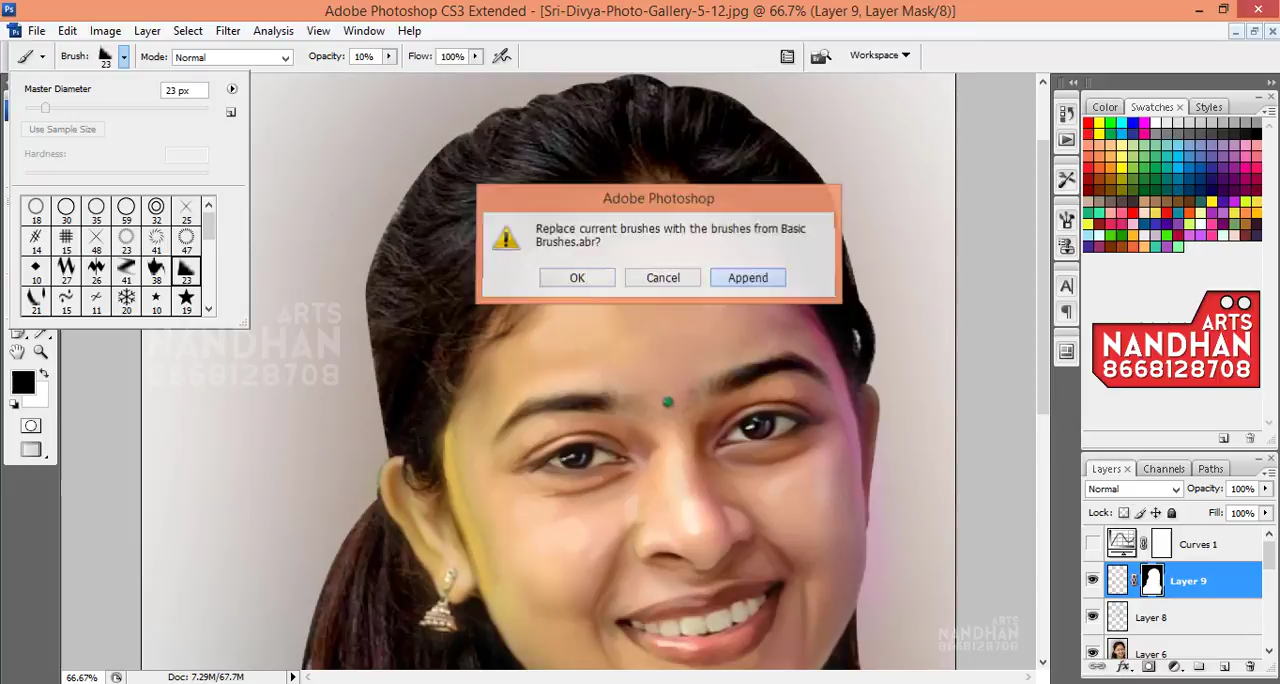 Adobe Photoshop CS3 Extended - [Sri-Divya-Photo-Gallery-5-12.jpg @ 66.7% (Layer 9, Layer Mask/8)]
File Edit Image Layer Select Filter Analysis View Window Help
Brush: 23 Mode: Normal Opacity: 10% Flow: 100% Workspace
Master Diameter 23 px
Use Sample Size
Hardness:
18 30 35 59 32 25
14 15 48 23 41 47
10 27 26 41 38 23
21 15 11 20 10 19
Adobe Photoshop
Replace current brushes with the brushes from Basic
Brushes.abr?
OK Cancel Append
ARTS
NANDHAN
8668128708
Color Swatches Styles
ARTS
NANDHAN
8668128708
Layers Channels Paths
Normal Opacity: 100%
Lock: Fill: 100%
Curves 1
Layer 9
Layer 8
Layer 6
ARTS
NANDHAN
8668128708
66.67% Doc: 7.29M/67.7M